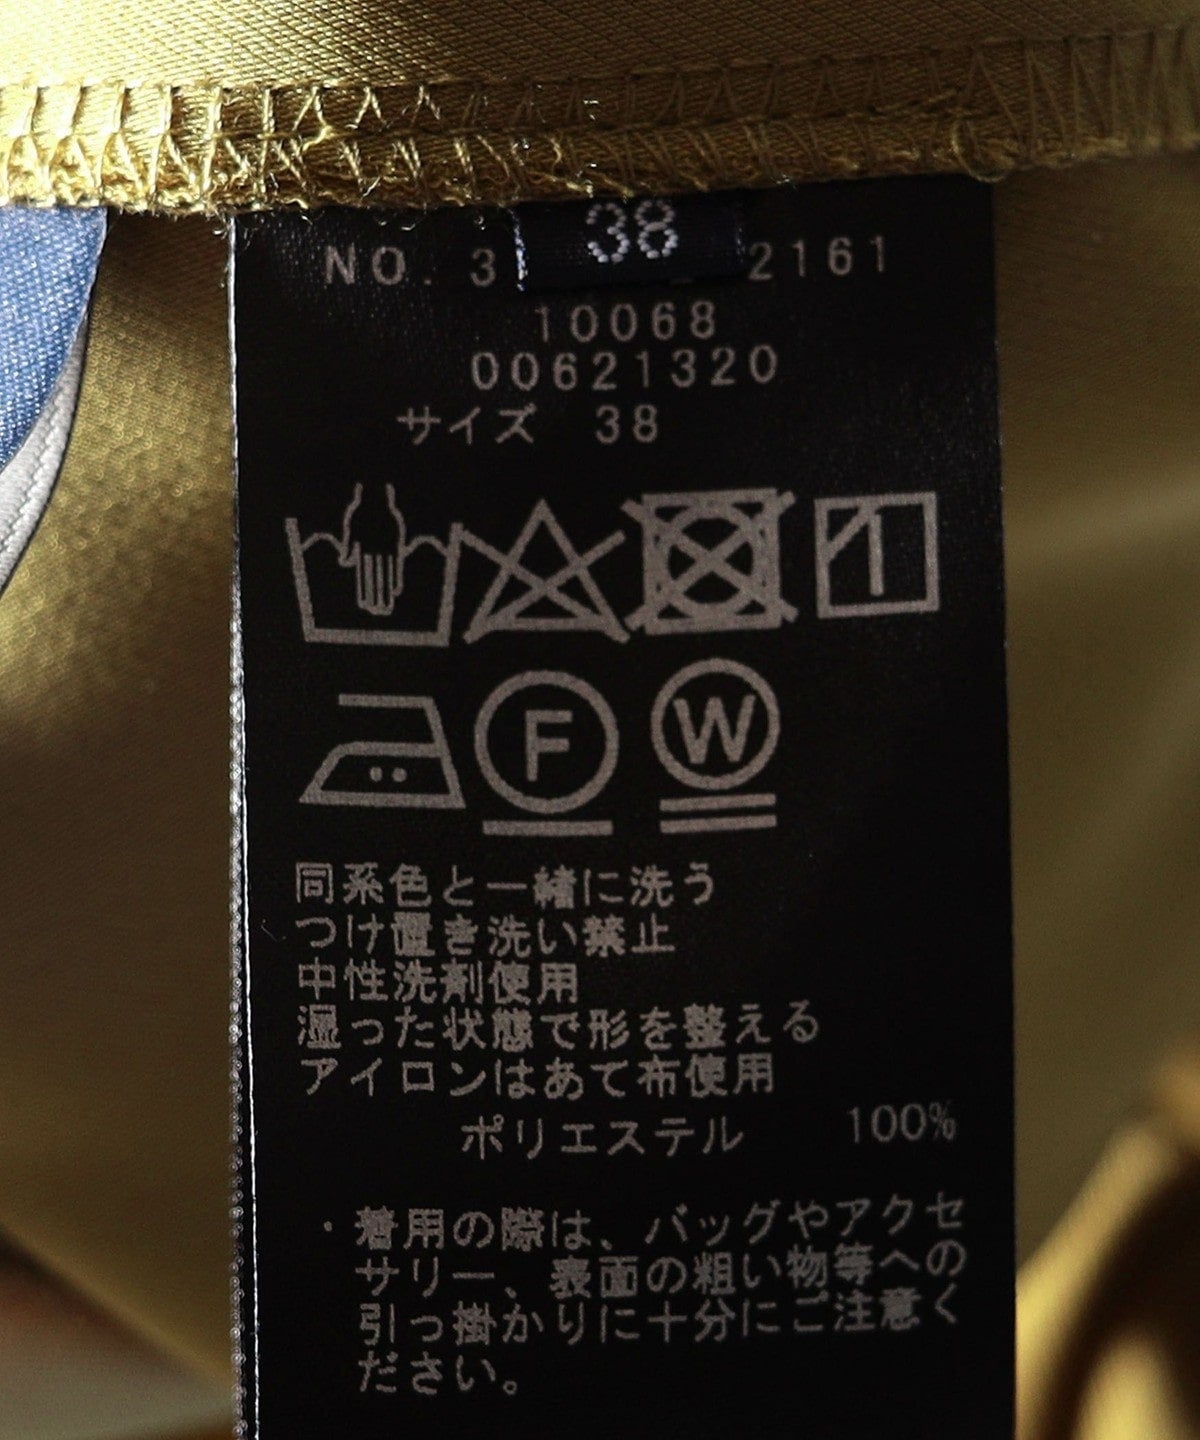 38
NO. 3 2161
10068
00621320
サイズ 38
F W
同系色と一緒に洗う
つけ置き洗い禁止
中性洗剤使用
湿った状態で形を整える
アイロンはあて布使用
ポリエステル 100%
・着用の際は、バッグやアクセ
サリー、表面の粗い物等への
引っ掛かりに十分にご注意く
ださい。